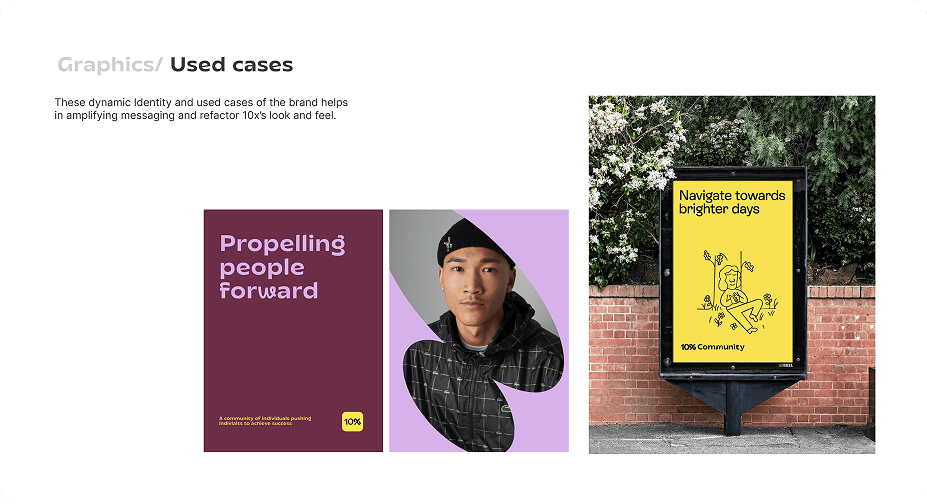 Graphics/ Used cases
These dynamic Identity and used cases of the brand helps
in amplifying messaging and refactor 10x's look and feel.
Propelling
people
forward
A community of individuals pushing
indivialts to achieve success
10%
Navigate towards
brighter days
10% Community